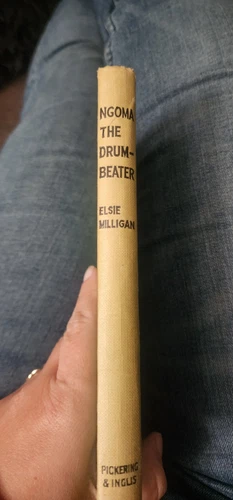 NGOMA
THE
DRUM-
BEATER
ELSIE
MILLIGAN
PICKERING
& INGLIS